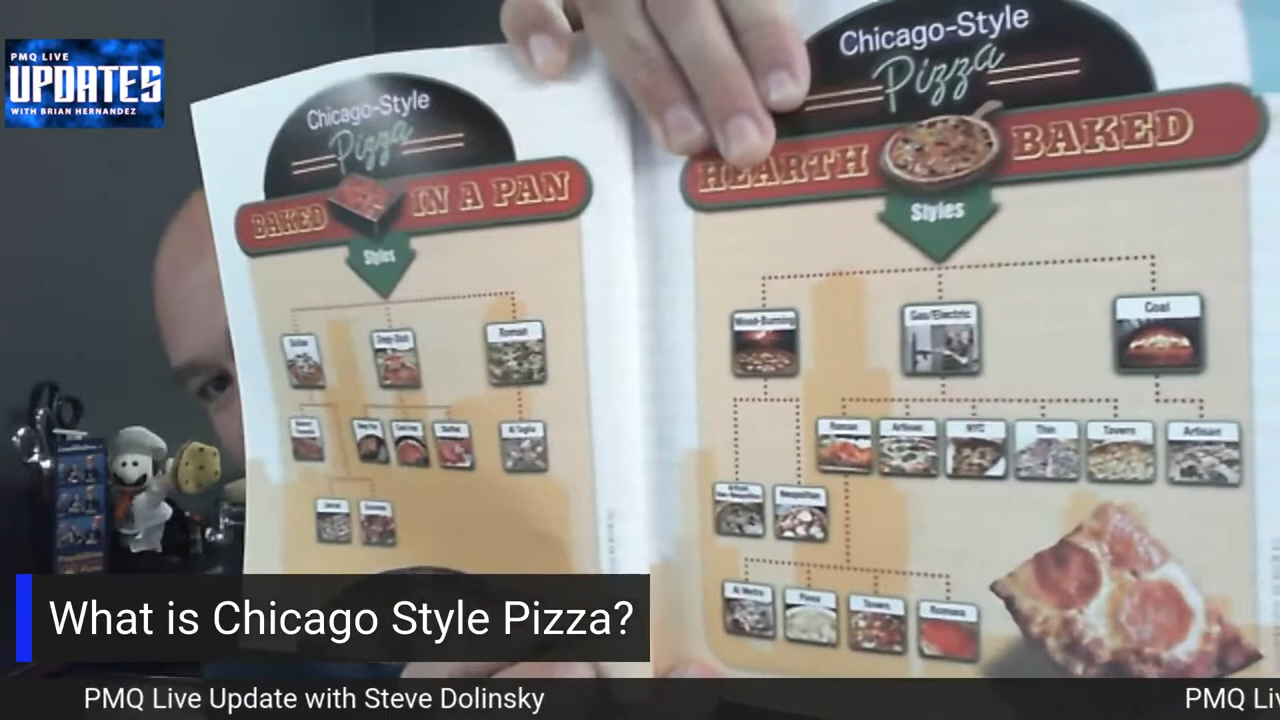 PMQ LIVE
UPDATES
WITH BRIAN HERNANDEZ
Chicago-Style
Pizza
BAKED IN A PAN
Styles
Deep-Dish
Roman
Stuffed
Al Taglio
Chicago-Style
Pizza
HEARTH BAKED
Styles
Wood-Burning
Gas/Electric
Coal
Roman
Artisan
NYC
Thin
Tavern
Artisan
Neapolitan
Al Metro
Pinsa
Tonda
Romana
What is Chicago Style Pizza?
PMQ Live Update with Steve Dolinsky
PMQ Liv